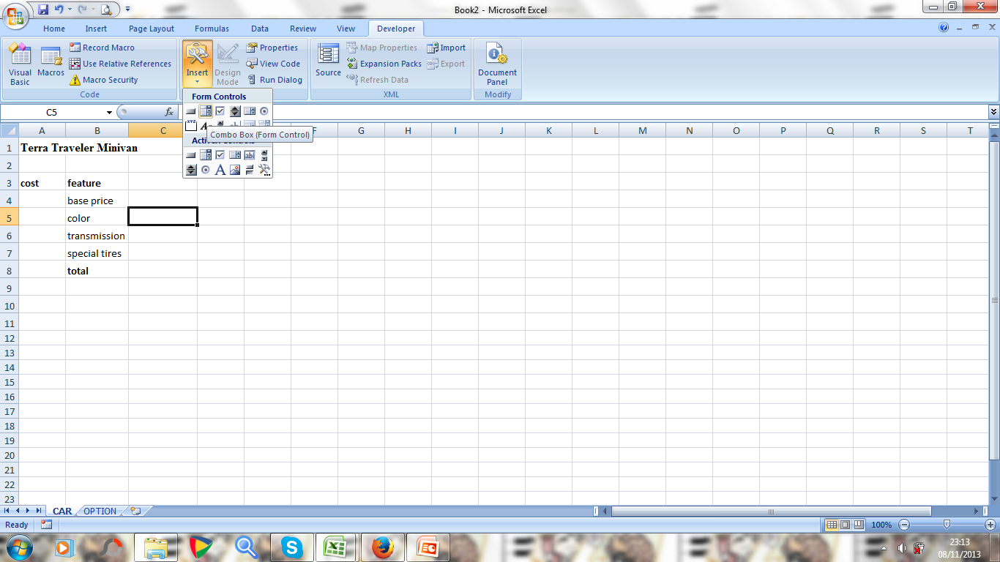 Book2 - Microsoft Excel
Home Insert Page Layout Formulas Data Review View Developer
Visual Basic
Macros
Record Macro
Use Relative References
Macro Security
Code
Insert
Design Mode
Properties
View Code
Run Dialog
Source
Map Properties
Expansion Packs
Refresh Data
Import
Export
XML
Document Panel
Modify
Form Controls
Combo Box (Form Control)
C5
fx
A B C F G H I J K L M N O P Q R S T
1 Terra Traveler Minivan
2
3 cost feature
4 base price
5 color
6 transmission
7 special tires
8 total
9
10
11
12
13
14
15
16
17
18
19
20
21
22
23
CAR OPTION
Ready
100%
23:13
08/11/2013